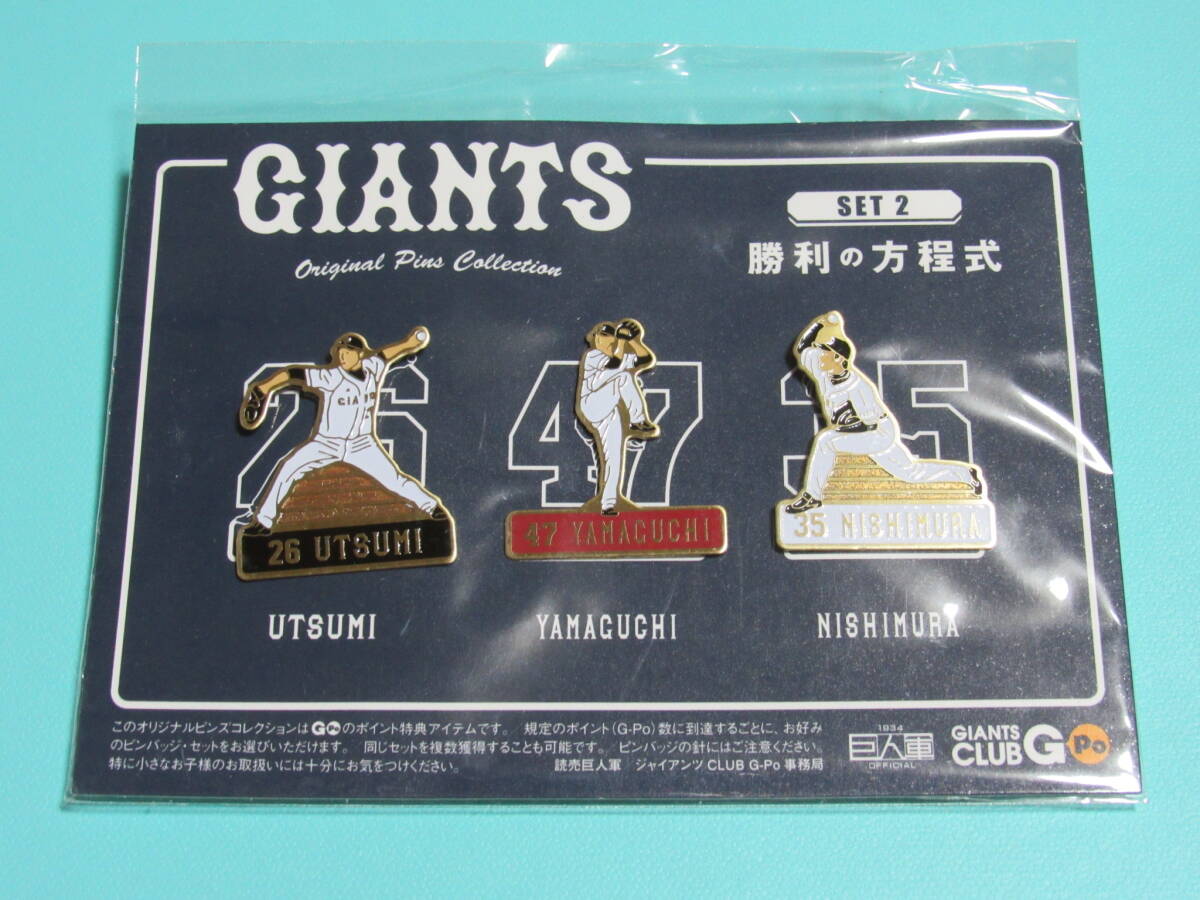 GIANTS
Original Pins Collection
SET 2
勝利の方程式
26
47
35
GIANTS
26 UTSUMI
47 YAMAGUCHI
35 NISHIMURA
UTSUMI
YAMAGUCHI
NISHIMURA
このオリジナルピンズコレクションはGPoのポイント特典アイテムです。 規定のポイント(G-Po)数に到達するごとに、お好み
のピンバッジ・セットをお選びいただけます。 同じセットを複数獲得することも可能です。 ピンバッジの針にはご注意ください。
特に小さなお子様のお取扱いには十分にお気をつけください。 読売巨人軍 ジャイアンツ CLUB G-Po 事務局
1934
巨人軍
OFFICIAL
GIANTS
CLUB G Po